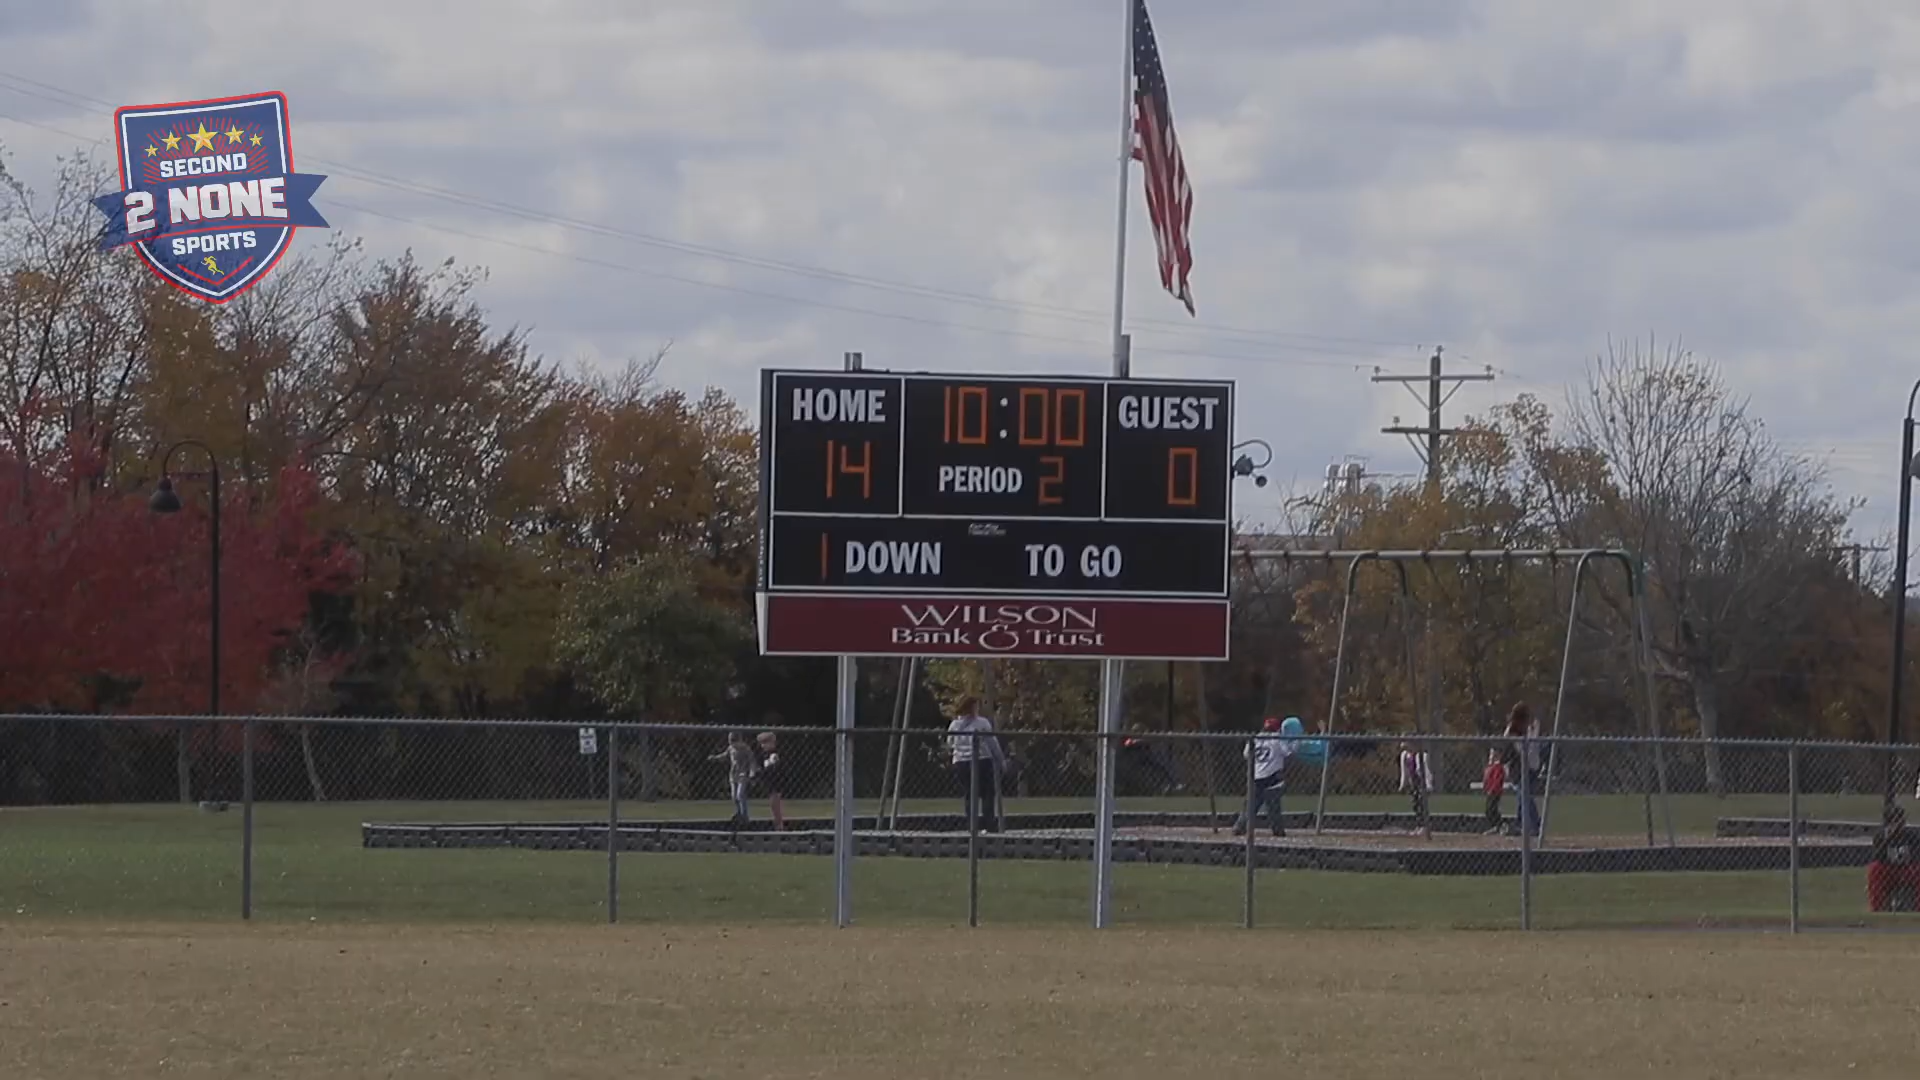 SECOND
2 NONE
SPORTS
HOME 10:00 GUEST
14 PERIOD 2 0
1 DOWN TO GO
WILSON
Bank & Trust